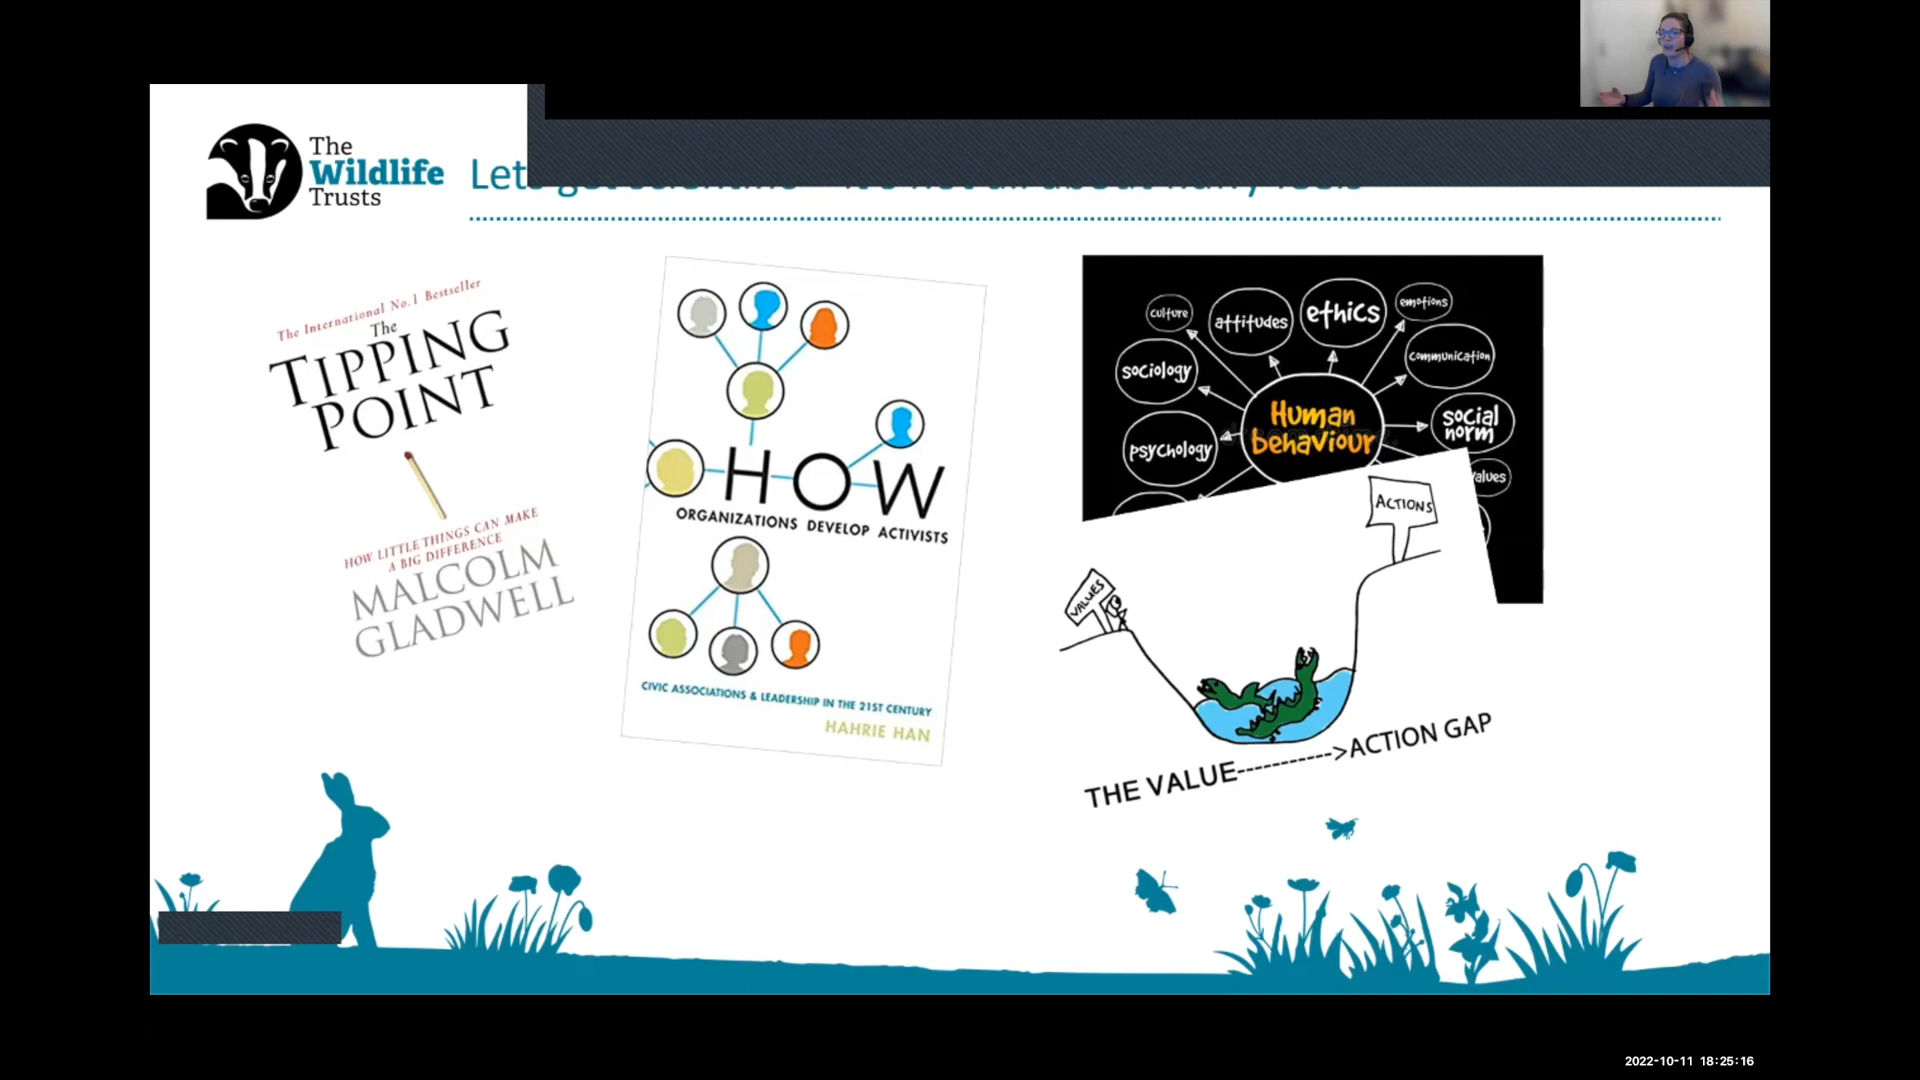 The
Wildlife
Trusts
Lets
The International No.1 Bestseller
The
TIPPING
POINT
HOW LITTLE THINGS CAN MAKE
A BIG DIFFERENCE
MALCOLM
GLADWELL
HOW
ORGANIZATIONS DEVELOP ACTIVISTS
CIVIC ASSOCIATIONS & LEADERSHIP IN THE 21ST CENTURY
HAHRIE HAN
culture
attitudes
ethics
emotions
sociology
communication
Human
behaviour
social
norm
psychology
values
ACTIONS
VALUES
THE VALUE------------>ACTION GAP
2022-10-11 18:25:16